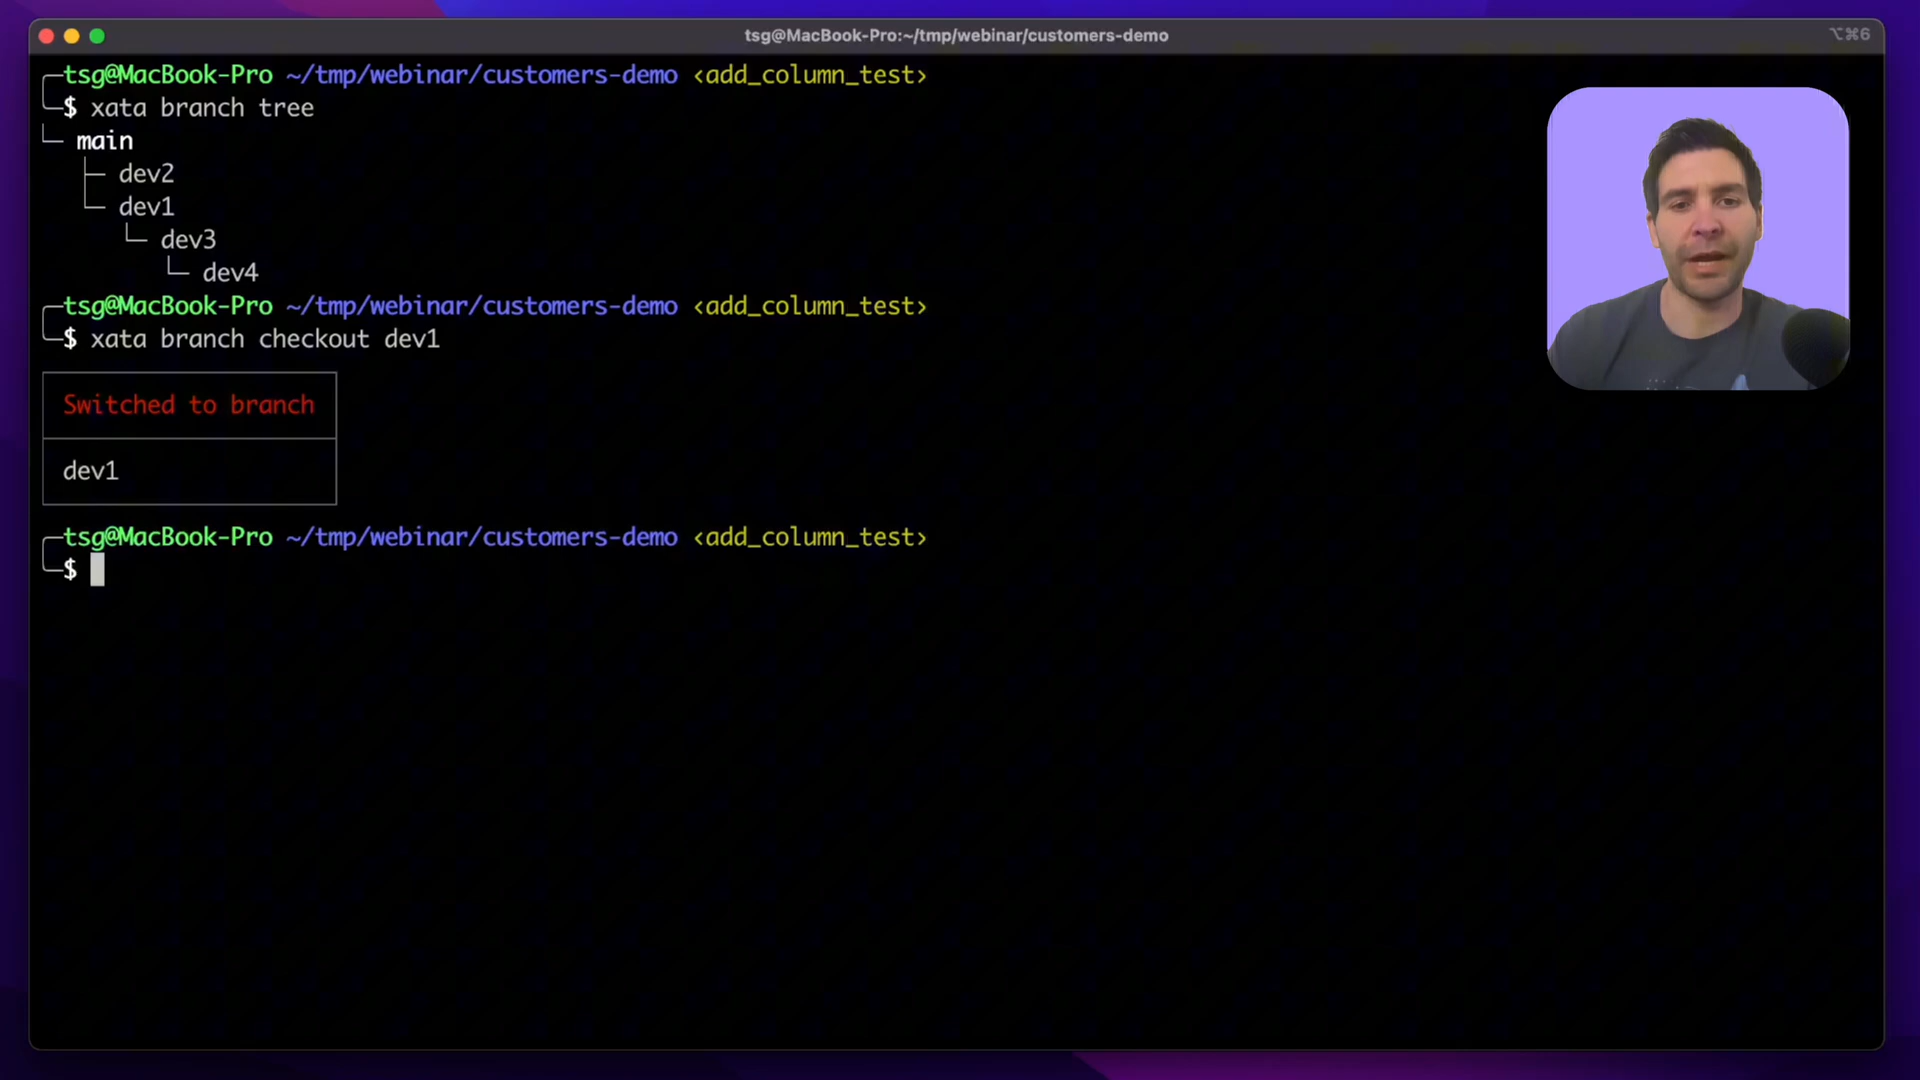 tsg@MacBook-Pro:~/tmp/webinar/customers-demo
⌥⌘6
tsg@MacBook-Pro ~/tmp/webinar/customers-demo ‹add_column_test›
$ xata branch tree
└─ main
├─ dev2
└─ dev1
└─ dev3
└─ dev4
tsg@MacBook-Pro ~/tmp/webinar/customers-demo ‹add_column_test›
$ xata branch checkout dev1
Switched to branch
dev1
tsg@MacBook-Pro ~/tmp/webinar/customers-demo ‹add_column_test›
$